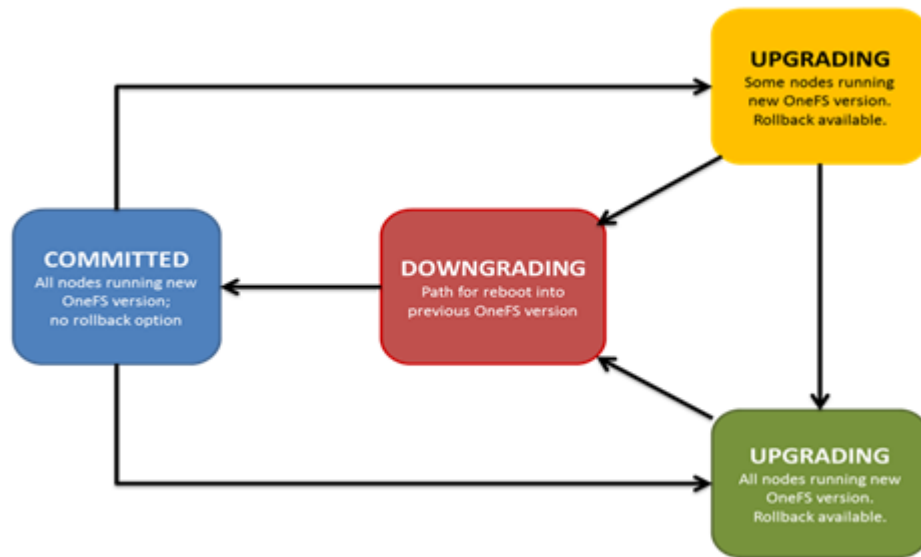 UPGRADING
Some nodes running
new OneFS version.
Rollback available.
COMMITTED
All nodes running new
OneFS version;
no rollback option
DOWNGRADING
Path for reboot into
previous OneFS version
UPGRADING
All nodes running new
OneFS version.
Rollback available.